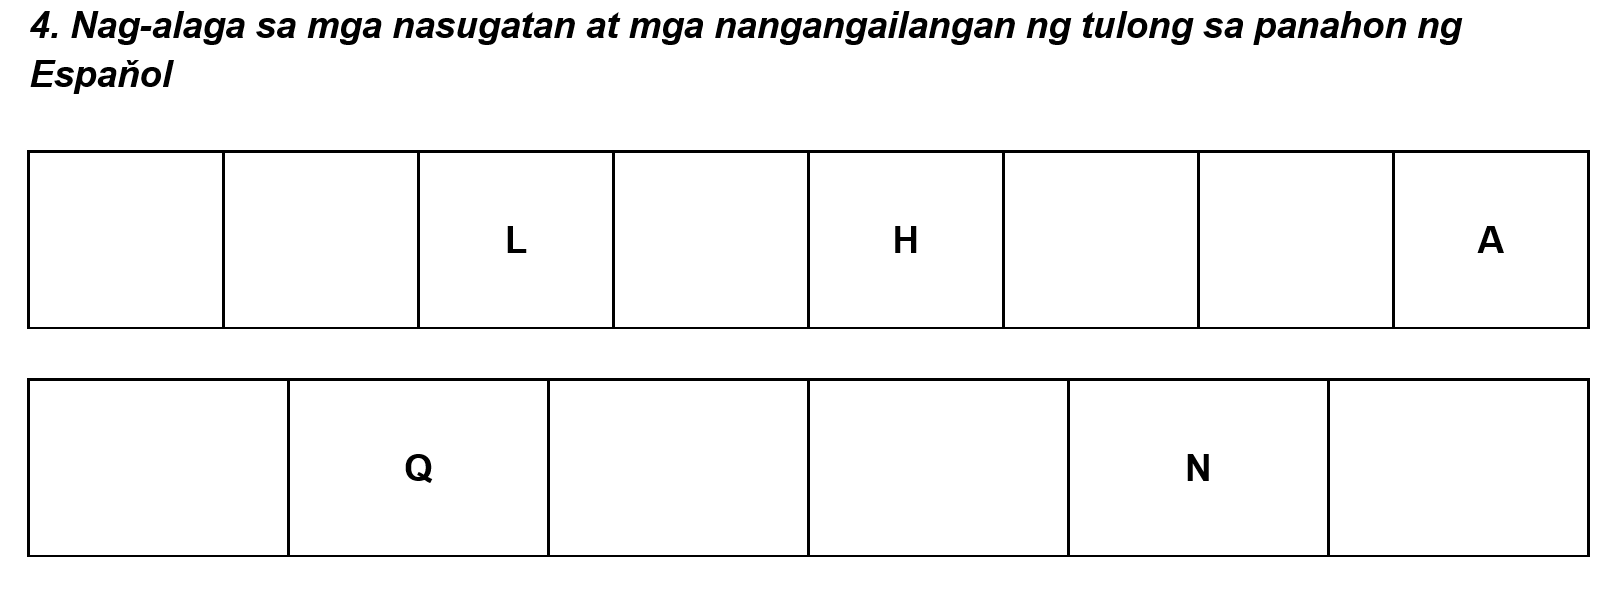 4. Nag-alaga sa mga nasugatan at mga nangangailangan ng tulong sa panahon ng
Espaňol
L H A
Q N